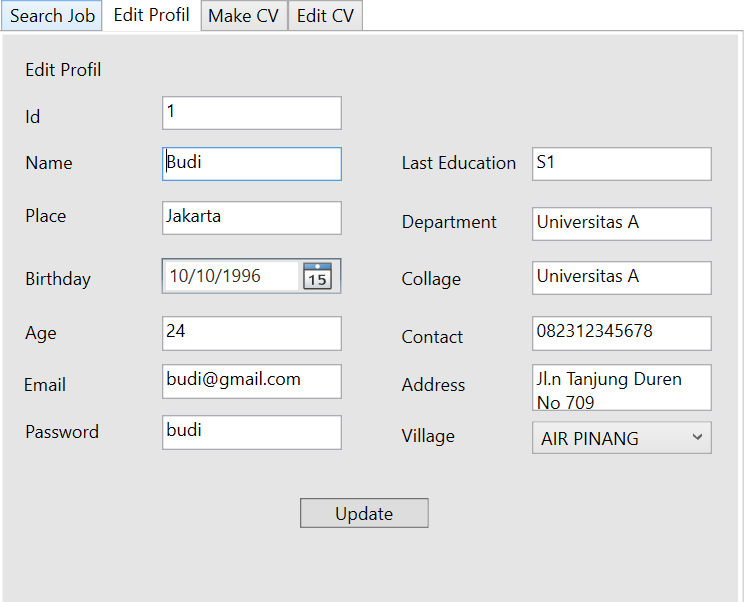 Search Job Edit Profil Make CV Edit CV
Edit Profil
Id 1
Name Budi Last Education S1
Place Jakarta Department Universitas A
Birthday 10/10/1996 15 Collage Universitas A
Age 24 Contact 082312345678
Email budi@gmail.com Address Jl.n Tanjung Duren
No 709
Password budi Village AIR PINANG
Update